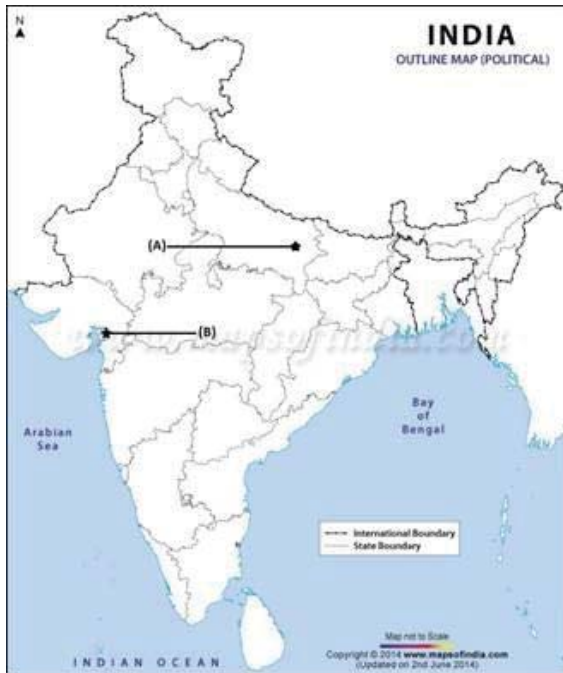 N
INDIA
OUTLINE MAP (POLITICAL)
(A)
(B)
Arabian
Sea
Bay
of
Bengal
International Boundary
State Boundary
Map not to Scale
Copyright © 2014 www.mapsofindia.com
(Updated on 2nd June 2014)
INDIAN OCEAN